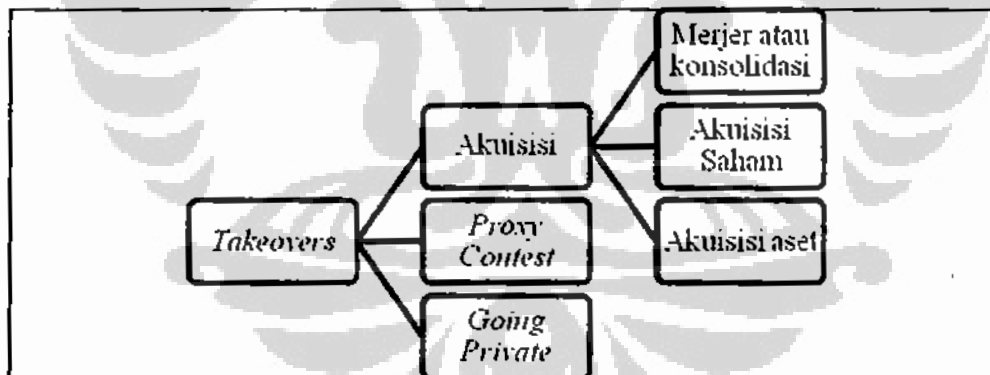 Merjer atau
konsolidasi
Akuisisi
Akuisisi
Saham
Takeovers
Proxy
Contest
Akuisisi aset
Going
Private